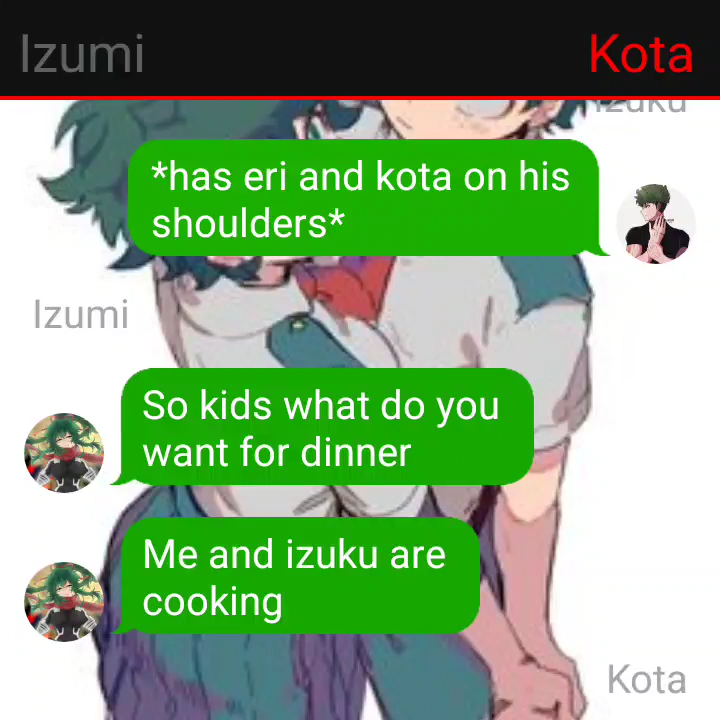 Izumi
Kota
Izuku
*has eri and kota on his
shoulders*
Izumi
So kids what do you
want for dinner
Me and izuku are
cooking
Kota